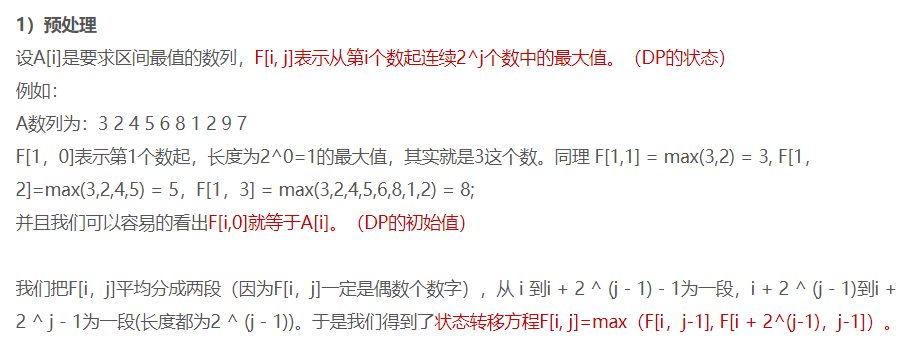 1）预处理
设A[i]是要求区间最值的数列，F[i, j]表示从第i个数起连续2^j个数中的最大值。（DP的状态）
例如：
A数列为：3 2 4 5 6 8 1 2 9 7
F[1，0]表示第1个数起，长度为2^0=1的最大值，其实就是3这个数。同理 F[1,1] = max(3,2) = 3, F[1，
2]=max(3,2,4,5) = 5，F[1，3] = max(3,2,4,5,6,8,1,2) = 8;
并且我们可以容易的看出F[i,0]就等于A[i]。（DP的初始值）
我们把F[i，j]平均分成两段（因为F[i，j]一定是偶数个数字），从 i 到i + 2 ^ (j - 1) - 1为一段，i + 2 ^ (j - 1)到i +
2 ^ j - 1为一段(长度都为2 ^ (j - 1))。于是我们得到了状态转移方程F[i, j]=max（F[i，j-1], F[i + 2^(j-1)，j-1]）。